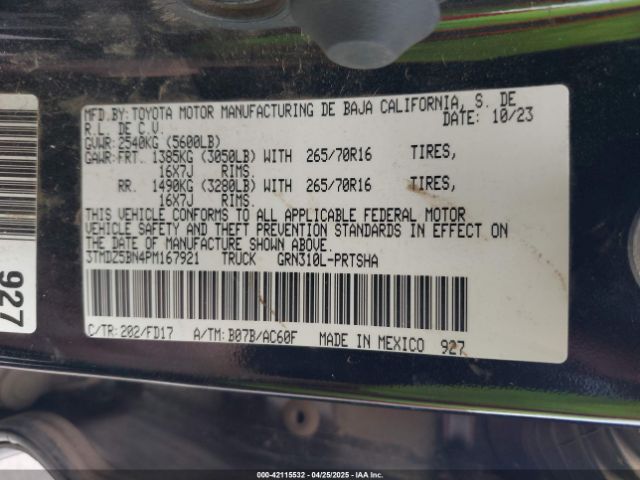 MFD.BY:TOYOTA MOTOR MANUFACTURING DE BAJA CALIFORNIA, S. DE
R.L. DE C.V. DATE: 10/23
GVWR:2540KG (5600LB)
GAWR:FRT. 1385KG (3050LB) WITH 265/70R16 TIRES,
16X7J RIMS.
RR. 1490KG (3280LB) WITH 265/70R16 TIRES,
16X7J RIMS.
THIS VEHICLE CONFORMS TO ALL APPLICABLE FEDERAL MOTOR
VEHICLE SAFETY AND THEFT PREVENTION STANDARDS IN EFFECT ON
THE DATE OF MANUFACTURE SHOWN ABOVE.
3TMDZ5BN4PM167921 TRUCK GRN310L-PRTSHA
C/TR:202/FD17 A/TM:B07B/AC60F MADE IN MEXICO 927
927
000-42115532 - 04/25/2025 - IAAI.CA